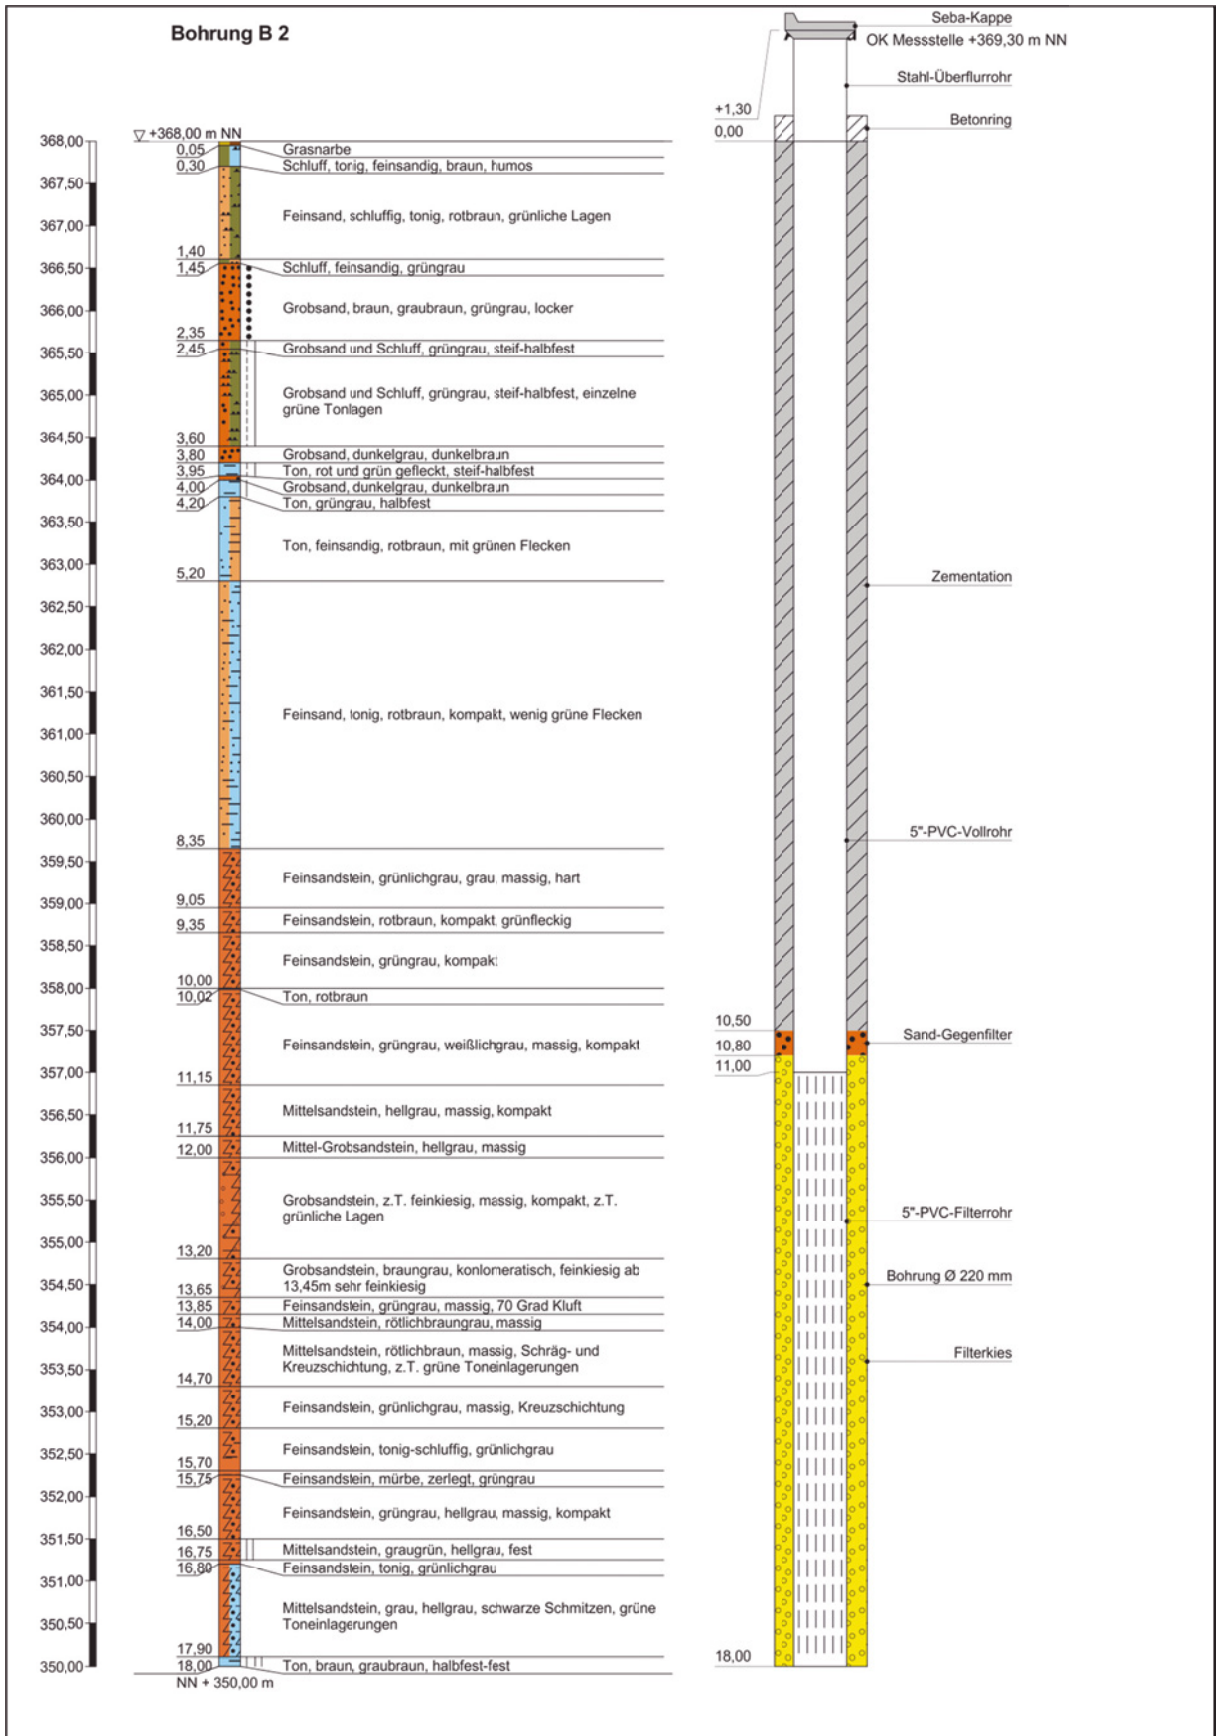 Bohrung B 2
Seba-Kappe
OK Messstelle +369,30 m NN
Stahl-Überflurrohr
+1,30
Betonring
0,00
368,00
+368,00 m NN
0,05
Grasnarbe
0,30
Schluff, tonig, feinsandig, braun, humos
367,50
Feinsand, schluffig, tonig, rotbraun, grünliche Lagen
367,00
1,40
366,50
1,45
Schluff, feinsandig, grüngrau
Grobsand, braun, graubraun, grüngrau, locker
366,00
2,35
365,50
2,45
Grobsand und Schluff, grüngrau, steif-halbfest
365,00
Grobsand und Schluff, grüngrau, steif-halbfest, einzelne
grüne Tonlagen
364,50
3,60
3,80
Grobsand, dunkelgrau, dunkelbraun
3,95
Ton, rot und grün gefleckt, steif-halbfest
364,00
4,00
Grobsand, dunkelgrau, dunkelbraun
4,20
Ton, grüngrau, halbfest
363,50
Ton, feinsandig, rotbraun, mit grünen Flecken
363,00
5,20
Zementation
362,50
362,00
361,50
Feinsand, tonig, rotbraun, kompakt, wenig grüne Flecken
361,00
360,50
360,00
8,35
5"-PVC-Vollrohr
359,50
Feinsandstein, grünlichgrau, grau, massig, hart
9,05
359,00
9,35
Feinsandstein, rotbraun, kompakt, grünfleckig
358,50
Feinsandstein, grüngrau, kompakt
10,00
358,00
10,02
Ton, rotbraun
357,50
10,50
Sand-Gegenfilter
Feinsandstein, grüngrau, weißlichgrau, massig, kompakt
10,80
357,00
11,00
11,15
356,50
Mittelsandstein, hellgrau, massig, kompakt
11,75
12,00
Mittel-Grobsandstein, hellgrau, massig
356,00
355,50
Grobsandstein, z.T. feinkiesig, massig, kompakt, z.T.
grünliche Lagen
5"-PVC-Filterrohr
355,00
13,20
Grobsandstein, braungrau, konlomeratisch, feinkiesig ab
13,45m sehr feinkiesig
Bohrung Ø 220 mm
354,50
13,65
13,85
Feinsandstein, grüngrau, massig, 70 Grad Kluft
354,00
14,00
Mittelsandstein, rötlichbraungrau, massig
353,50
Mittelsandstein, rötlichbraun, massig, Schräg- und
Kreuzschichtung, z.T. grüne Toneinlagerungen
Filterkies
14,70
353,00
Feinsandstein, grünlichgrau, massig, Kreuzschichtung
15,20
352,50
Feinsandstein, tonig-schluffig, grünlichgrau
15,70
15,75
Feinsandstein, mürbe, zerlegt, grüngrau
352,00
Feinsandstein, grüngrau, hellgrau, massig, kompakt
16,50
351,50
16,75
Mittelsandstein, graugrün, hellgrau, fest
16,80
Feinsandstein, tonig, grünlichgrau
351,00
350,50
Mittelsandstein, grau, hellgrau, schwarze Schmitzen, grüne
Toneinlagerungen
17,90
350,00
18,00
Ton, braun, graubraun, halbfest-fest
18,00
NN + 350,00 m